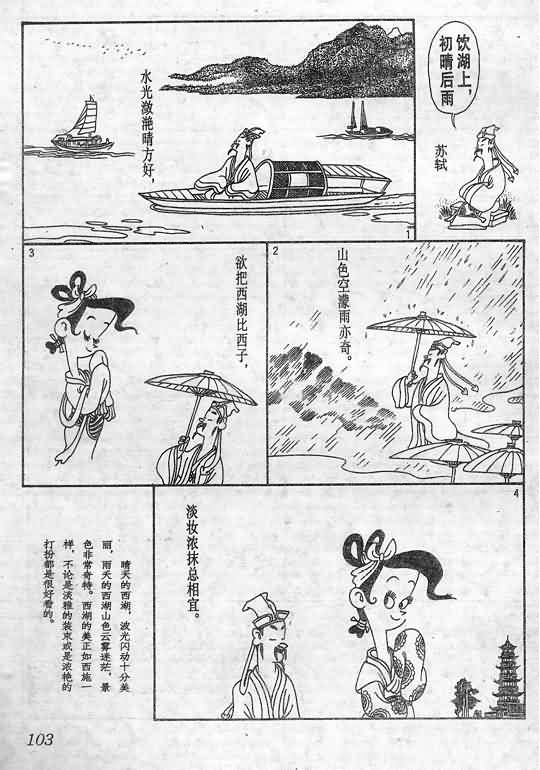 饮湖上，
初晴后雨
苏轼
水光潋滟晴方好，
1
2
山色空濛雨亦奇。
3
欲把西湖比西子，
4
淡妆浓抹总相宜。
晴天的西湖，波光闪动十分美
丽，雨天的西湖山色云雾迷茫，景
色非常奇特。西湖的美正如西施一
样，不论是淡雅的装束或是浓艳的
打扮都是很好看的。
103